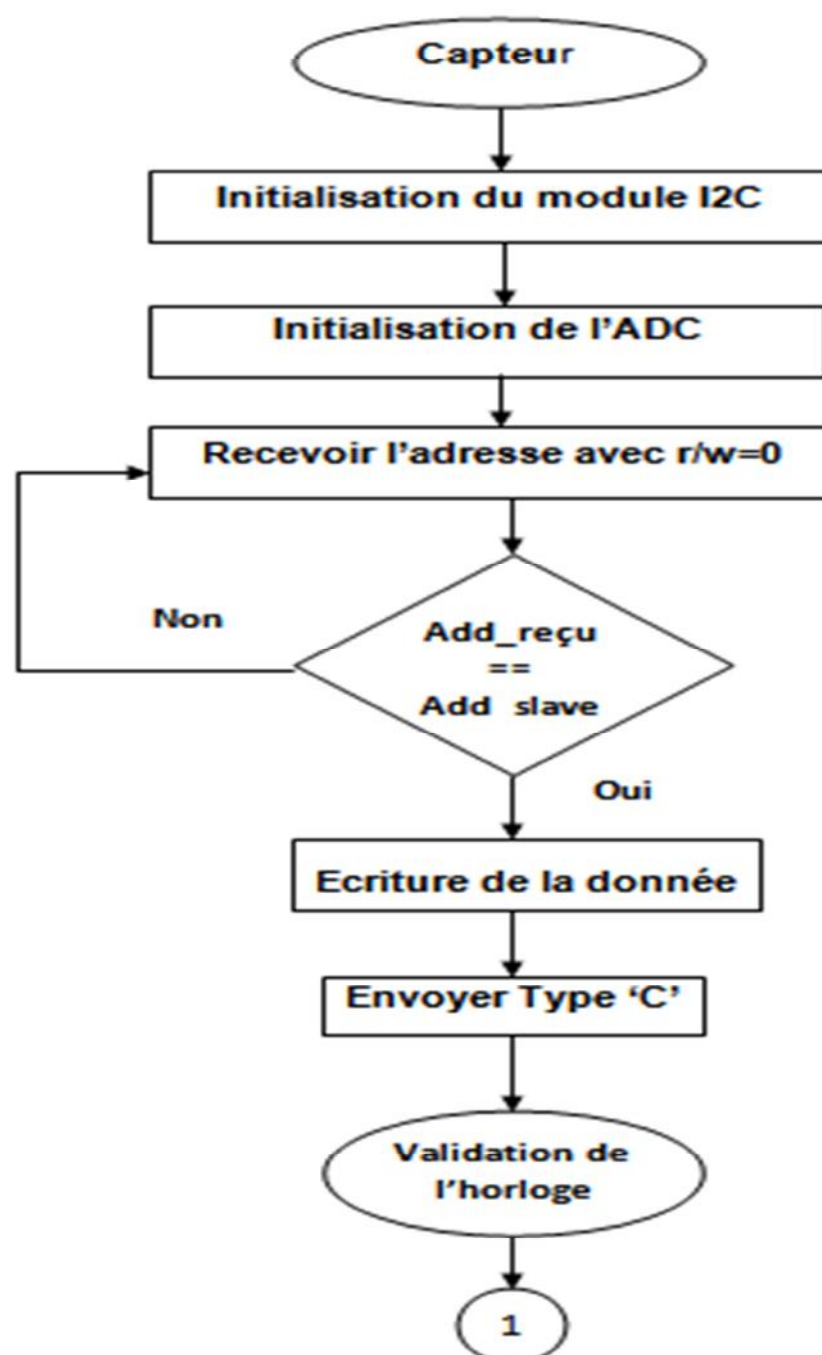 Capteur
Initialisation du module I2C
Initialisation de l'ADC
Recevoir l'adresse avec r/w=0
Non
Add_reçu
==
Add slave
Oui
Ecriture de la donnée
Envoyer Type ‘C’
Validation de
l'horloge
1